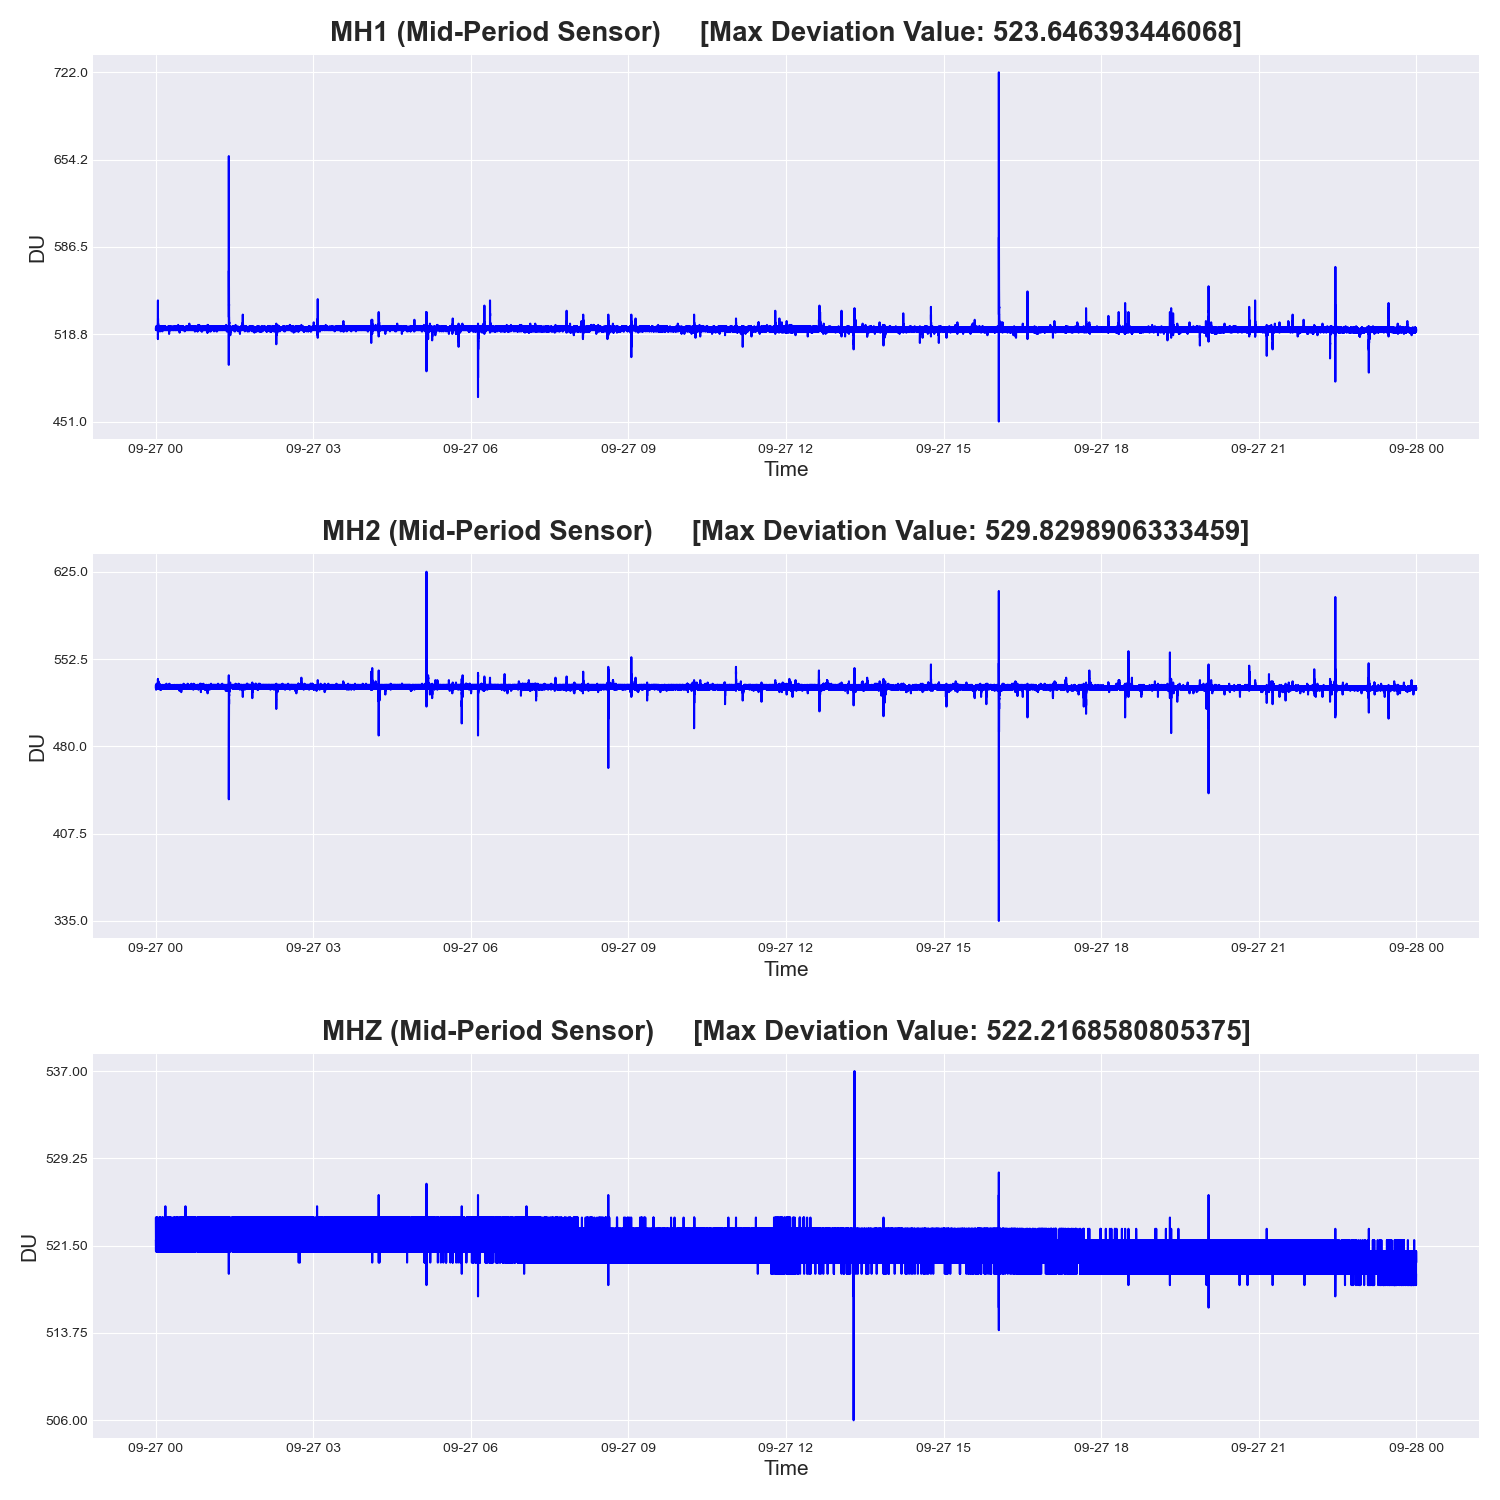 MH1 (Mid-Period Sensor) [Max Deviation Value: 523.646393446068]
722.0
654.2
586.5
518.8
451.0
DU
09-27 00 09-27 03 09-27 06 09-27 09 09-27 12 09-27 15 09-27 18 09-27 21 09-28 00
Time
MH2 (Mid-Period Sensor) [Max Deviation Value: 529.8298906333459]
625.0
552.5
480.0
407.5
335.0
DU
09-27 00 09-27 03 09-27 06 09-27 09 09-27 12 09-27 15 09-27 18 09-27 21 09-28 00
Time
MHZ (Mid-Period Sensor) [Max Deviation Value: 522.2168580805375]
537.00
529.25
521.50
513.75
506.00
DU
09-27 00 09-27 03 09-27 06 09-27 09 09-27 12 09-27 15 09-27 18 09-27 21 09-28 00
Time